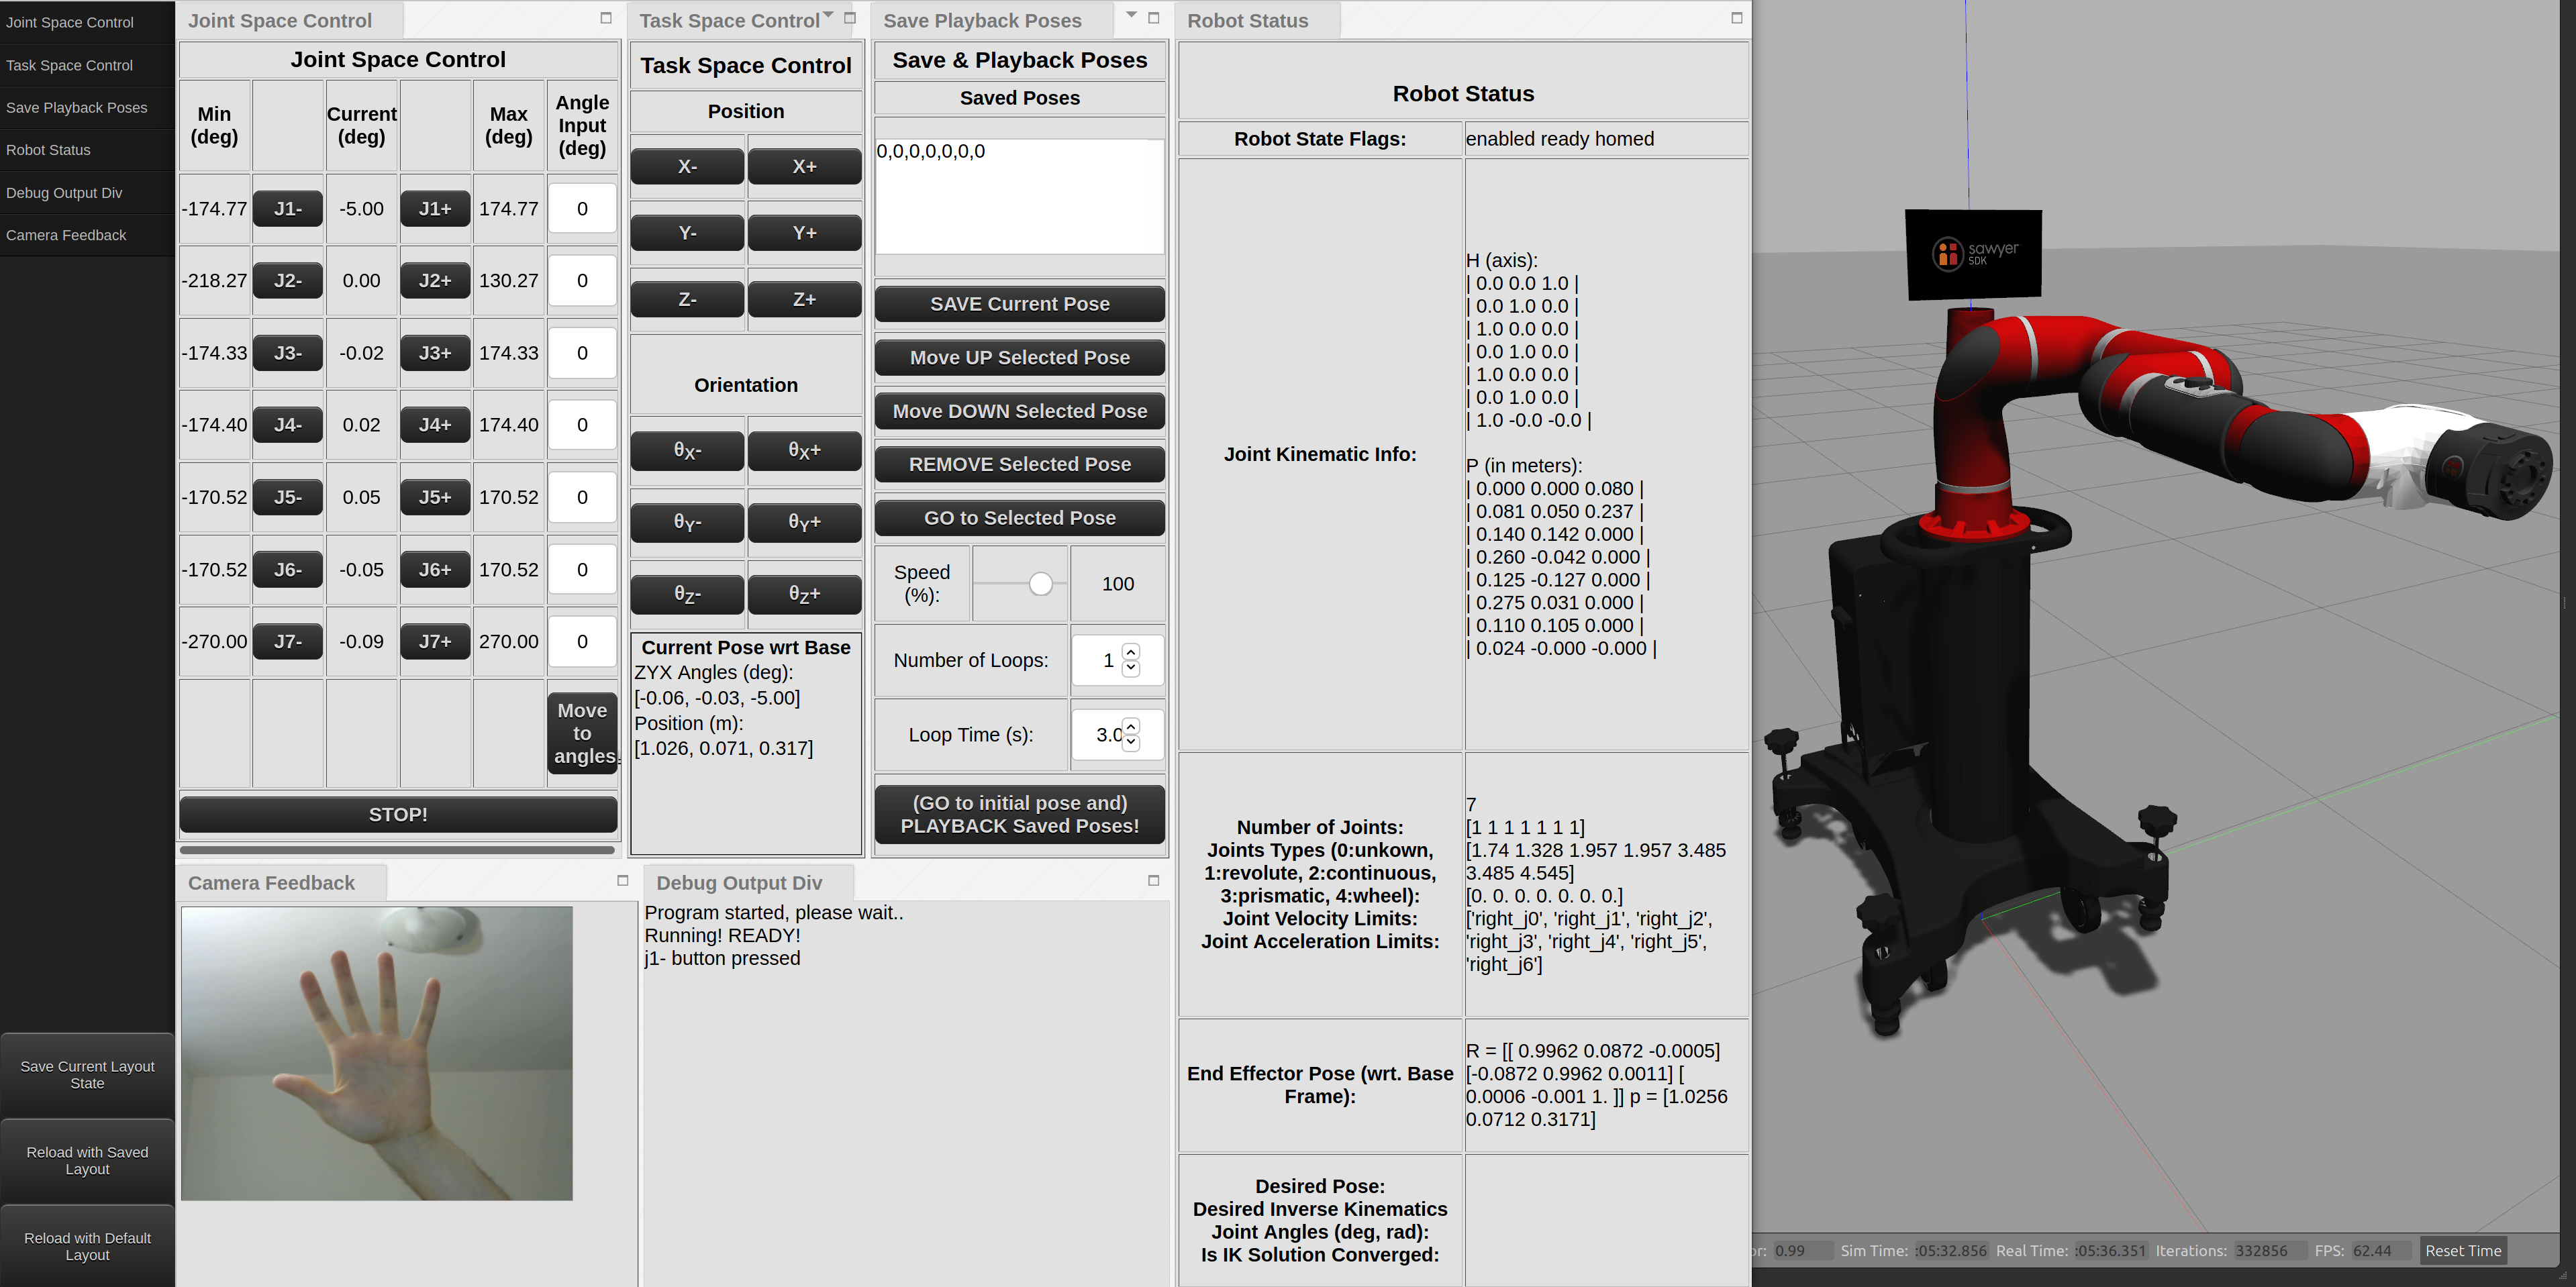 Joint Space Control
Task Space Control
Save Playback Poses
Robot Status
Debug Output Div
Camera Feedback
Save Current Layout
State
Reload with Saved
Layout
Reload with Default
Layout
Joint Space Control
Joint Space Control
Min (deg) Current (deg) Max (deg) Angle Input (deg)
-174.77 J1- -5.00 J1+ 174.77 0
-218.27 J2- 0.00 J2+ 130.27 0
-174.33 J3- -0.02 J3+ 174.33 0
-174.40 J4- 0.02 J4+ 174.40 0
-170.52 J5- 0.05 J5+ 170.52 0
-170.52 J6- -0.05 J6+ 170.52 0
-270.00 J7- -0.09 J7+ 270.00 0
Move
to
angles
STOP!
Task Space Control
Task Space Control
Position
X- X+
Y- Y+
Z- Z+
Orientation
θX- θX+
θY- θY+
θZ- θZ+
Current Pose wrt Base
ZYX Angles (deg):
[-0.06, -0.03, -5.00]
Position (m):
[1.026, 0.071, 0.317]
Save Playback Poses
Save & Playback Poses
Saved Poses
0,0,0,0,0,0,0
SAVE Current Pose
Move UP Selected Pose
Move DOWN Selected Pose
REMOVE Selected Pose
GO to Selected Pose
Speed (%): 100
Number of Loops: 1
Loop Time (s): 3.0
(GO to initial pose and)
PLAYBACK Saved Poses!
Robot Status
Robot Status
Robot State Flags: enabled ready homed
Joint Kinematic Info:
H (axis):
| 0.0 0.0 1.0 |
| 0.0 1.0 0.0 |
| 1.0 0.0 0.0 |
| 0.0 1.0 0.0 |
| 1.0 0.0 0.0 |
| 0.0 1.0 0.0 |
| 1.0 -0.0 -0.0 |
P (in meters):
| 0.000 0.000 0.080 |
| 0.081 0.050 0.237 |
| 0.140 0.142 0.000 |
| 0.260 -0.042 0.000 |
| 0.125 -0.127 0.000 |
| 0.275 0.031 0.000 |
| 0.110 0.105 0.000 |
| 0.024 -0.000 -0.000 |
Number of Joints:
Joints Types (0:unkown,
1:revolute, 2:continuous,
3:prismatic, 4:wheel):
Joint Velocity Limits:
Joint Acceleration Limits:
7
[1 1 1 1 1 1 1]
[1.74 1.328 1.957 1.957 3.485
3.485 4.545]
[0. 0. 0. 0. 0. 0. 0.]
['right_j0', 'right_j1', 'right_j2',
'right_j3', 'right_j4', 'right_j5',
'right_j6']
End Effector Pose (wrt. Base
Frame):
R = [[ 0.9962 0.0872 -0.0005]
[-0.0872 0.9962 0.0011] [
0.0006 -0.001 1. ]] p = [1.0256
0.0712 0.3171]
Desired Pose:
Desired Inverse Kinematics
Joint Angles (deg, rad):
Is IK Solution Converged:
Camera Feedback
Debug Output Div
Program started, please wait..
Running! READY!
j1- button pressed
sawyer
SDK
or: 0.99 Sim Time: :05:32.856 Real Time: :05:36.351 Iterations: 332856 FPS: 62.44 Reset Time